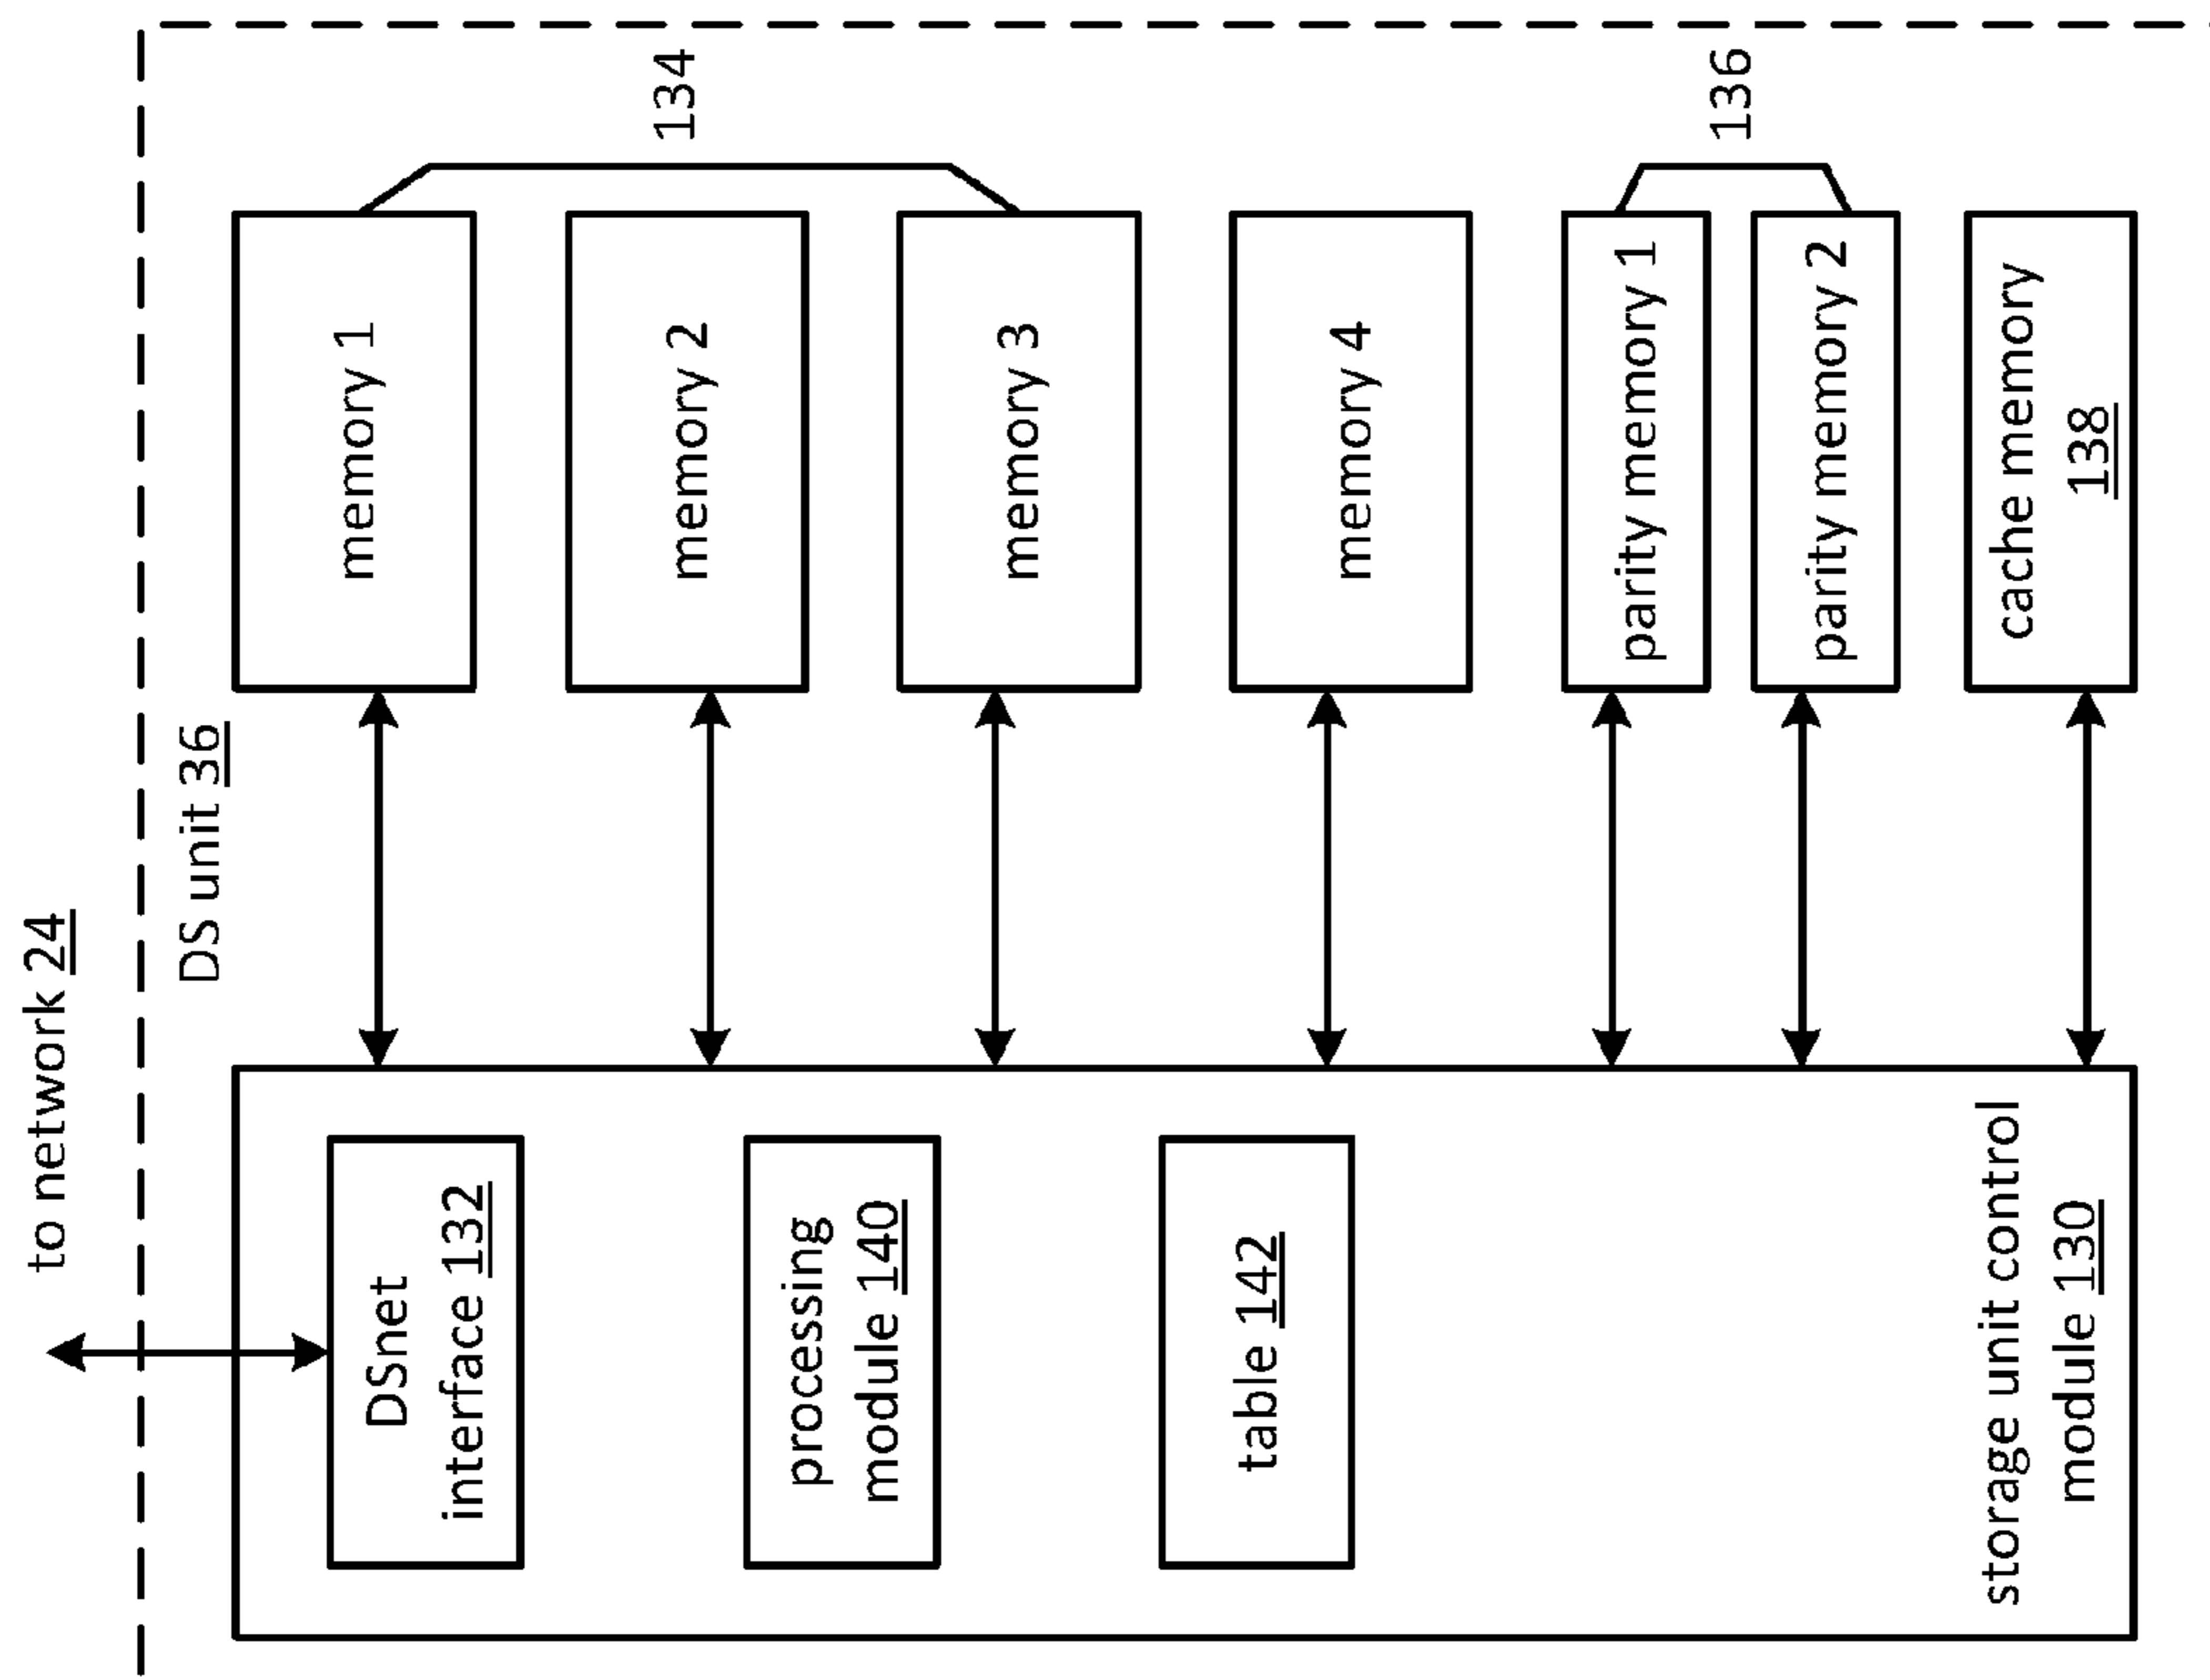 to network 24
DS unit 36
DSnet
interface 132
processing
module 140
table 142
storage unit control
module 130
memory 1
memory 2
memory 3
memory 4
parity memory 1
parity memory 2
cache memory
138
134
136